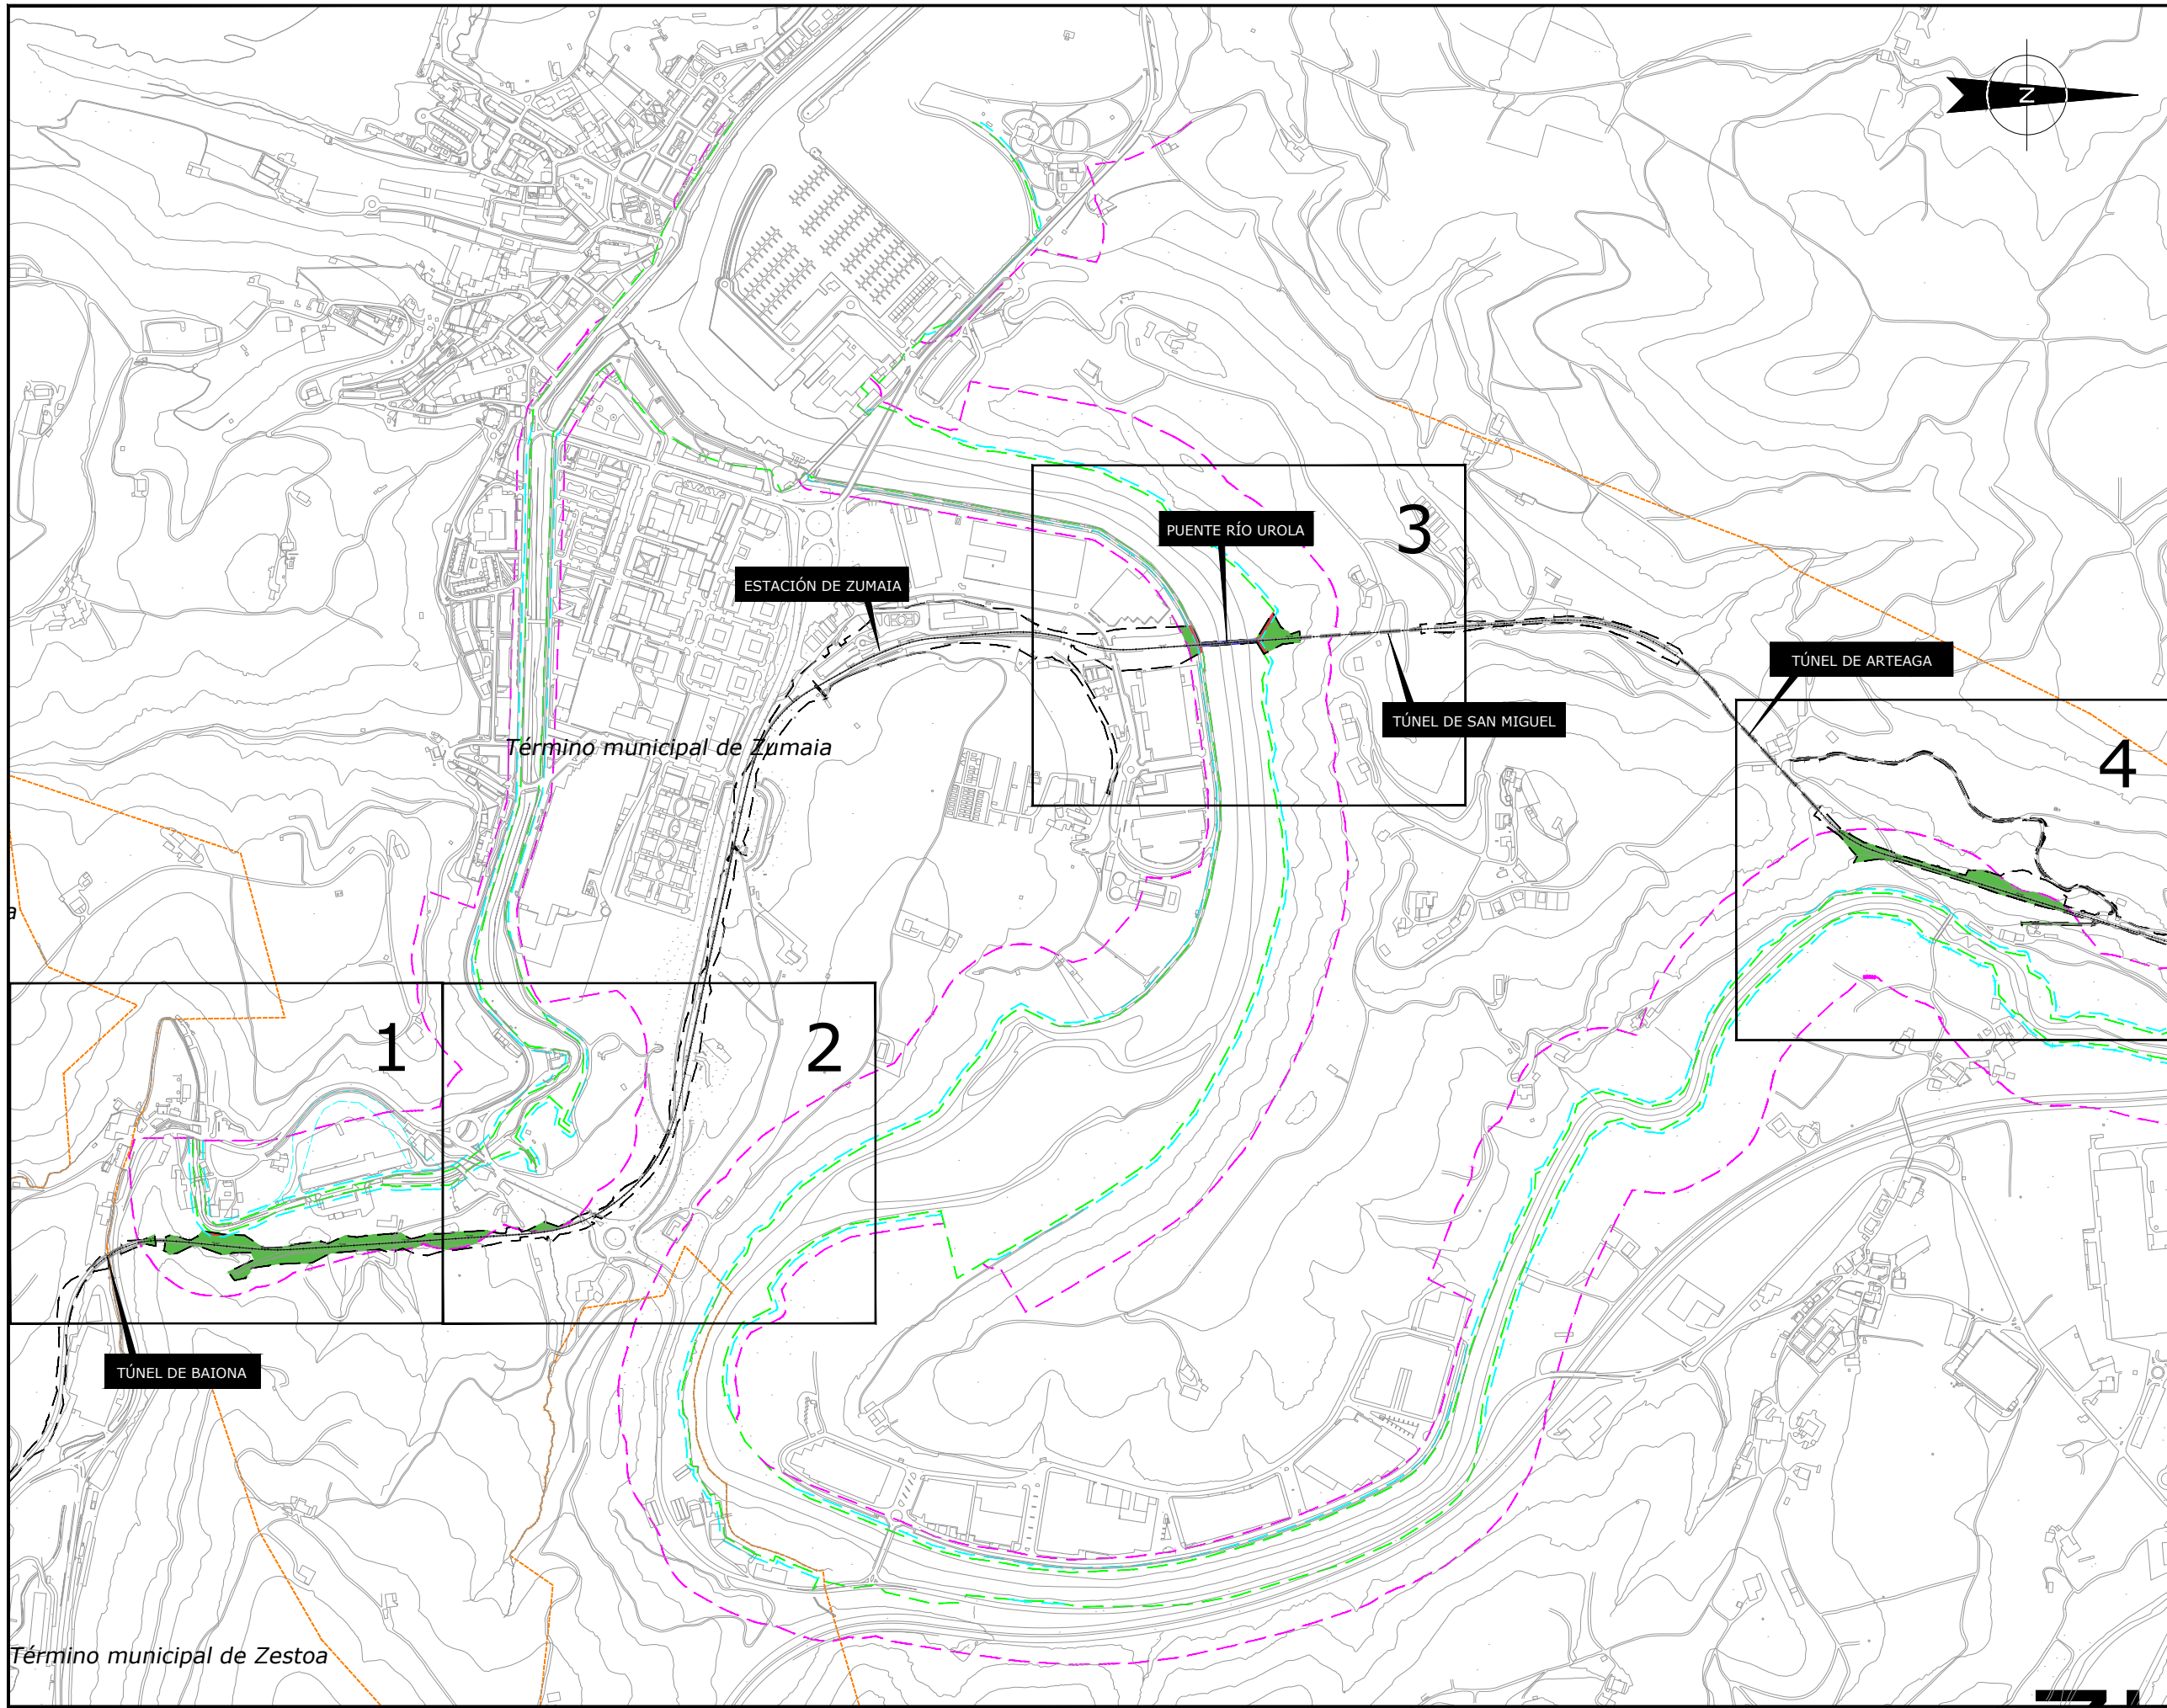 N
3
PUENTE RÍO UROLA
ESTACIÓN DE ZUMAIA
TÚNEL DE ARTEAGA
TÚNEL DE SAN MIGUEL
Término municipal de Zumaia
4
a
1
2
TÚNEL DE BAIONA
Término municipal de Zestoa